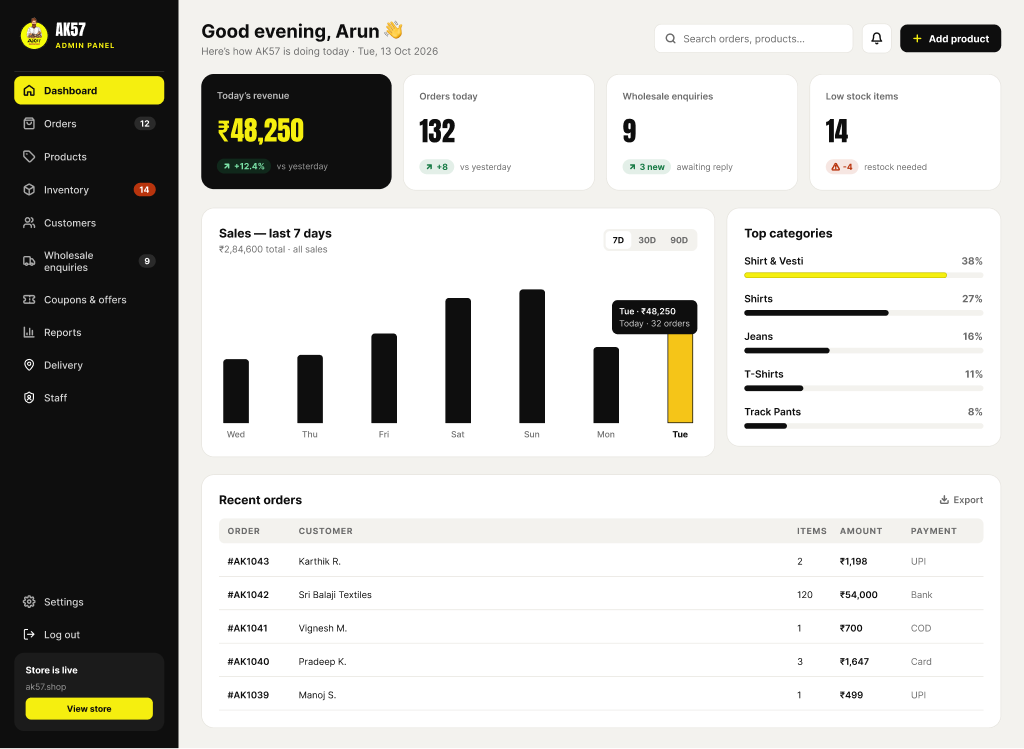 AK57
ADMIN PANEL
Dashboard
Orders 12
Products
Inventory 14
Customers
Wholesale
enquiries 9
Coupons & offers
Reports
Delivery
Staff
Settings
Log out
Store is live
ak57.shop
View store
Good evening, Arun 👋
Here's how AK57 is doing today · Tue, 13 Oct 2026
Search orders, products...
+ Add product
Today's revenue
₹48,250
+12.4% vs yesterday
Orders today
132
+8 vs yesterday
Wholesale enquiries
9
3 new awaiting reply
Low stock items
14
-4 restock needed
Sales — last 7 days
₹2,84,600 total · all sales
7D 30D 90D
Tue · ₹48,250
Today · 32 orders
Wed Thu Fri Sat Sun Mon Tue
Top categories
Shirt & Vesti 38%
Shirts 27%
Jeans 16%
T-Shirts 11%
Track Pants 8%
Recent orders
Export
ORDER CUSTOMER ITEMS AMOUNT PAYMENT
#AK1043 Karthik R. 2 ₹1,198 UPI
#AK1042 Sri Balaji Textiles 120 ₹54,000 Bank
#AK1041 Vignesh M. 1 ₹700 COD
#AK1040 Pradeep K. 3 ₹1,647 Card
#AK1039 Manoj S. 1 ₹499 UPI